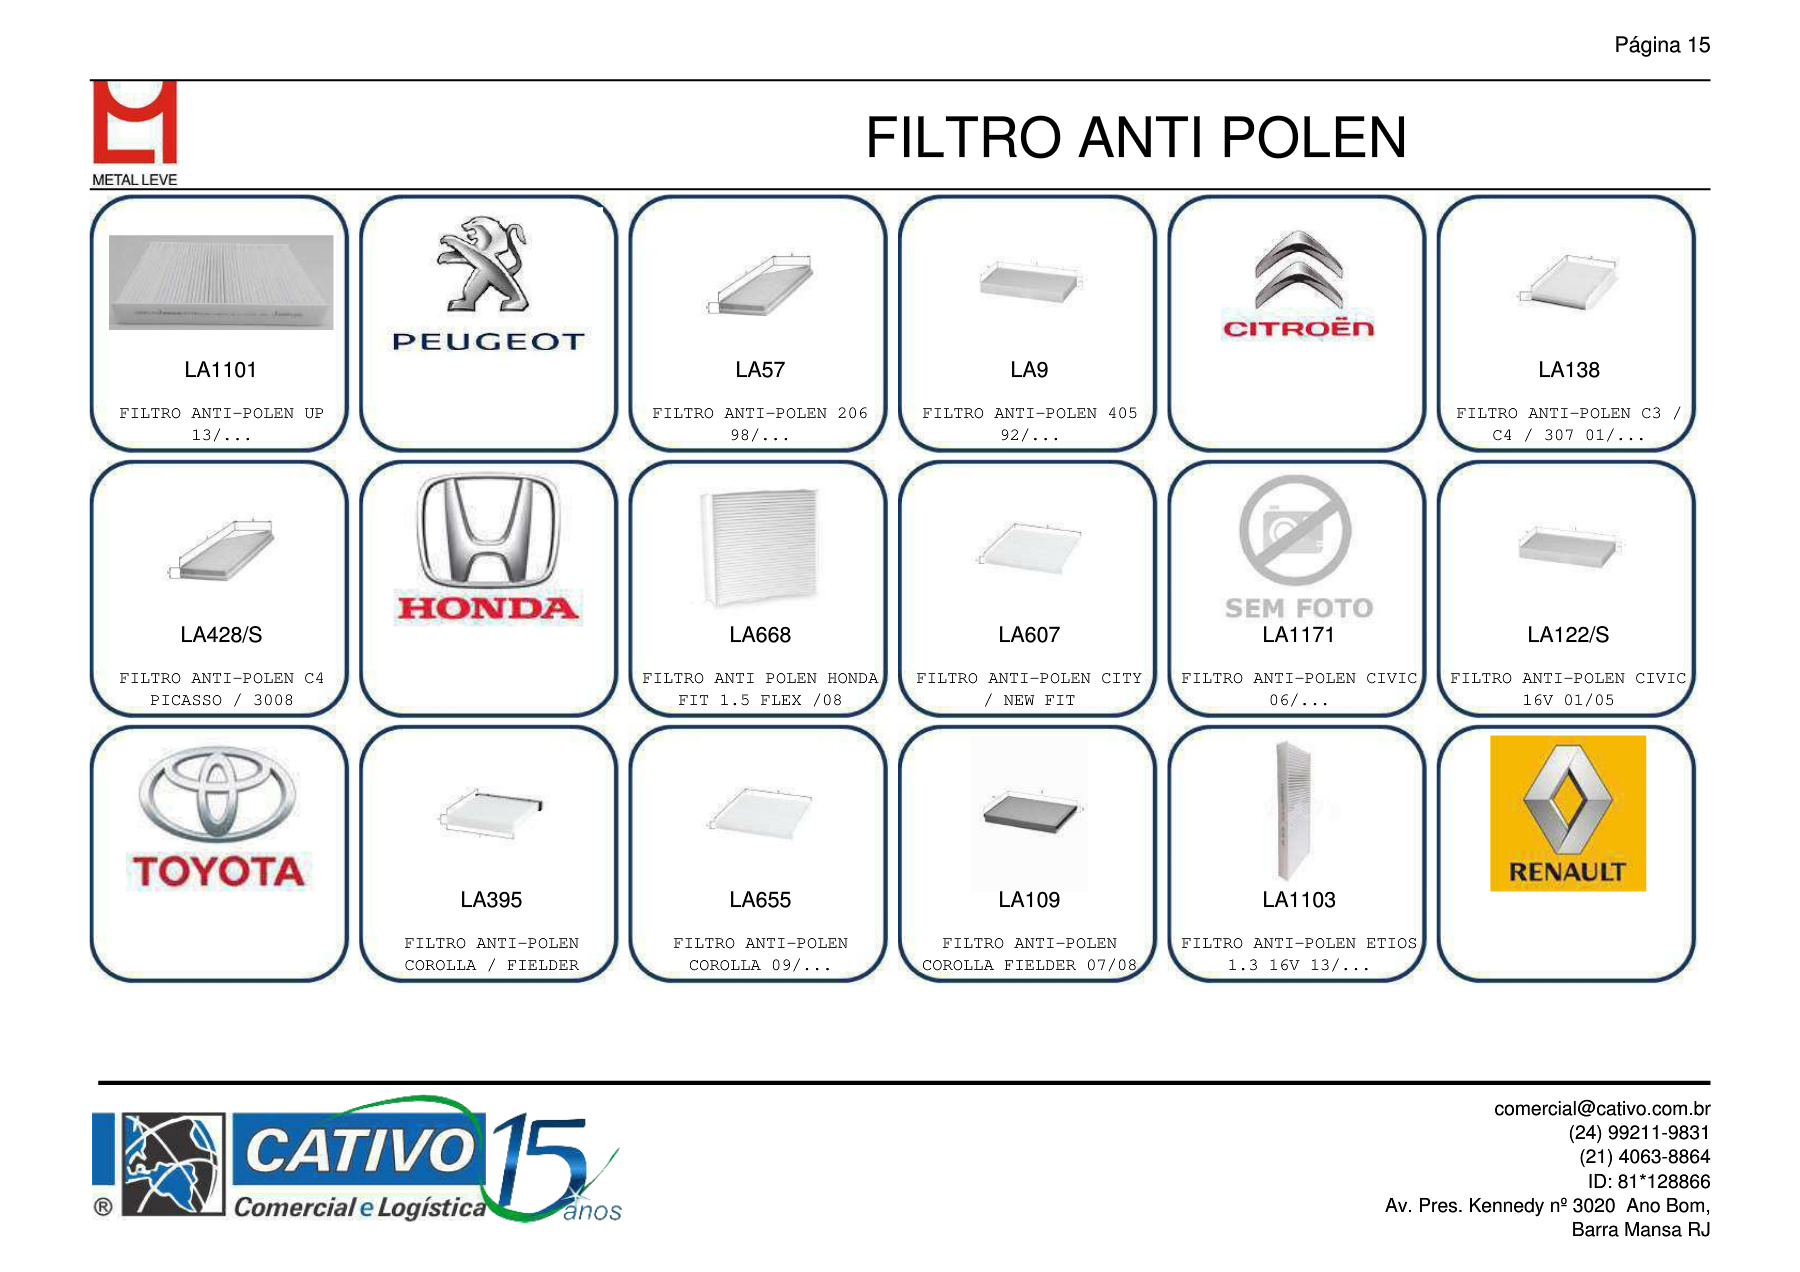 Página 15
METAL LEVE
FILTRO ANTI POLEN
LA1101
FILTRO ANTI-POLEN UP
13/...
PEUGEOT
LA57
FILTRO ANTI-POLEN 206
98/...
LA9
FILTRO ANTI-POLEN 405
92/...
CITROËN
LA138
FILTRO ANTI-POLEN C3 /
C4 / 307 01/...
LA428/S
FILTRO ANTI-POLEN C4
PICASSO / 3008
HONDA
LA668
FILTRO ANTI POLEN HONDA
FIT 1.5 FLEX /08
LA607
FILTRO ANTI-POLEN CITY
/ NEW FIT
SEM FOTO
LA1171
FILTRO ANTI-POLEN CIVIC
06/...
LA122/S
FILTRO ANTI-POLEN CIVIC
16V 01/05
TOYOTA
LA395
FILTRO ANTI-POLEN
COROLLA / FIELDER
LA655
FILTRO ANTI-POLEN
COROLLA 09/...
LA109
FILTRO ANTI-POLEN
COROLLA FIELDER 07/08
LA1103
FILTRO ANTI-POLEN ETIOS
1.3 16V 13/...
RENAULT
CATIVO
15
anos
® Comercial e Logística
comercial@cativo.com.br
(24) 99211-9831
(21) 4063-8864
ID: 81*128866
Av. Pres. Kennedy nº 3020  Ano Bom,
Barra Mansa RJ